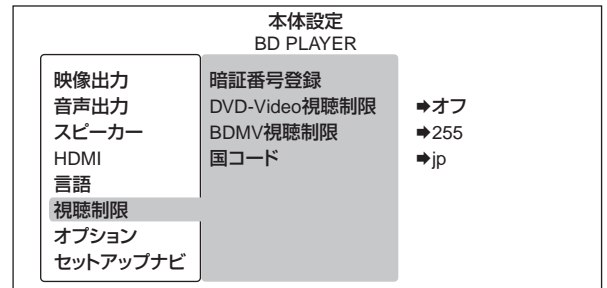 本体設定
BD PLAYER
映像出力
音声出力
スピーカー
HDMI
言語
視聴制限
オプション
セットアップナビ
暗証番号登録
DVD-Video視聴制限 ➡オフ
BDMV視聴制限 ➡255
国コード ➡jp